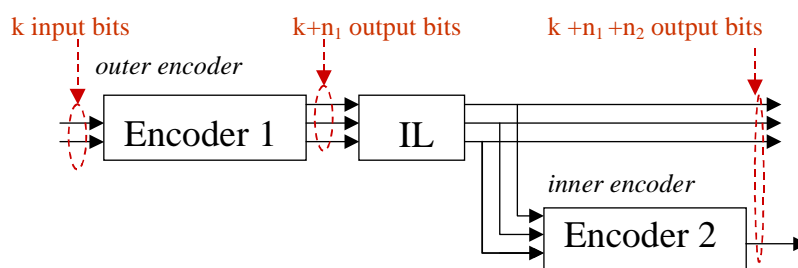 k input bits
k+n₁ output bits
k +n₁ +n₂ output bits
outer encoder
Encoder 1
IL
inner encoder
Encoder 2